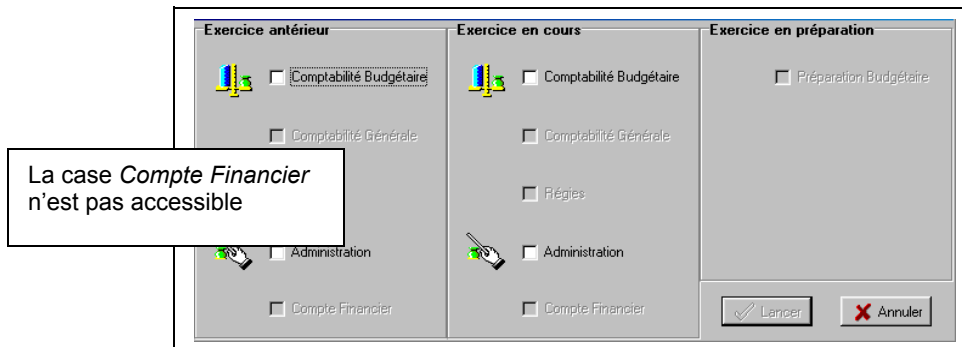 Exercice antérieur
Comptabilité Budgétaire
Comptabilité Générale
Administration
Compte Financier
Exercice en cours
Comptabilité Budgétaire
Comptabilité Générale
Régies
Administration
Compte Financier
Exercice en préparation
Préparation Budgétaire
Lancer
Annuler
La case Compte Financier
n'est pas accessible